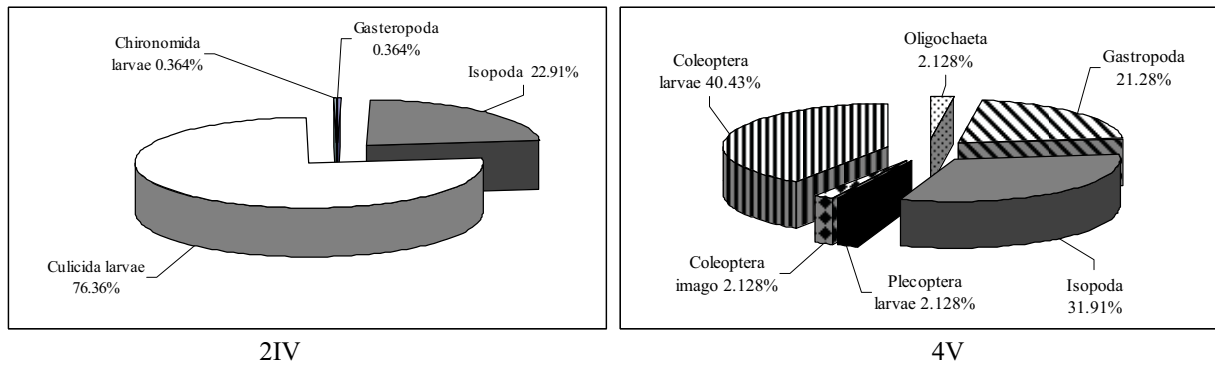 Chironomida
larvae 0.364%
Gasteropoda
0.364%
Isopoda 22.91%
Culicida larvae
76.36%
2IV
Coleoptera
larvae 40.43%
Oligochaeta
2.128%
Gastropoda
21.28%
Coleoptera
imago 2.128%
Plecoptera
larvae 2.128%
Isopoda
31.91%
4V